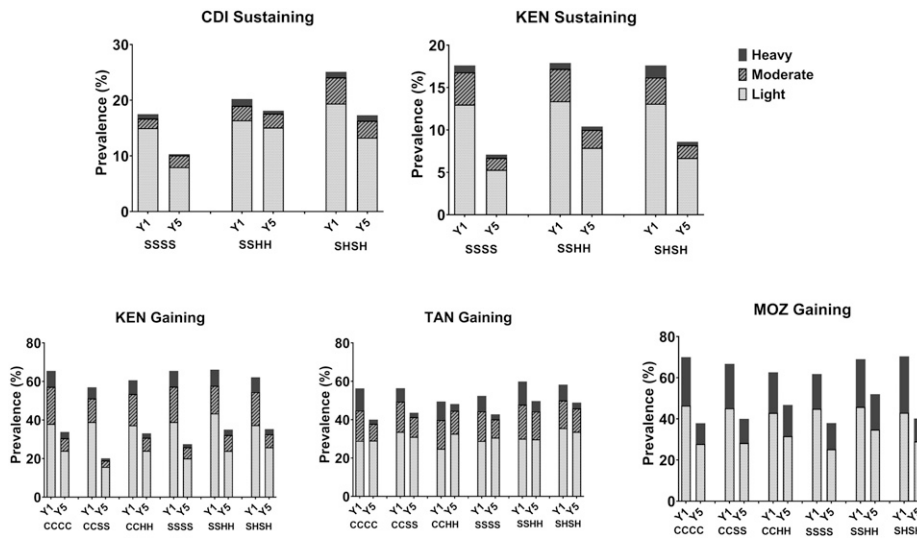 CDI Sustaining
Prevalence (%)
30
20
10
0
Y1 Y5 Y1 Y5 Y1 Y5
SSSS SSHH SHSH
KEN Sustaining
Prevalence (%)
20
15
10
5
0
Y1 Y5 Y1 Y5 Y1 Y5
SSSS SSHH SHSH
Heavy
Moderate
Light
KEN Gaining
Prevalence (%)
80
60
40
20
0
Y1 Y5 Y1 Y5 Y1 Y5 Y1 Y5 Y1 Y5 Y1 Y5
CCCC CCSS CCHH SSSS SSHH SHSH
TAN Gaining
Prevalence (%)
80
60
40
20
0
Y1 Y5 Y1 Y5 Y1 Y5 Y1 Y5 Y1 Y5 Y1 Y5
CCCC CCSS CCHH SSSS SSHH SHSH
MOZ Gaining
Prevalence (%)
80
60
40
20
0
Y1 Y5 Y1 Y5 Y1 Y5 Y1 Y5 Y1 Y5 Y1 Y5
CCCC CCSS CCHH SSSS SSHH SHSH